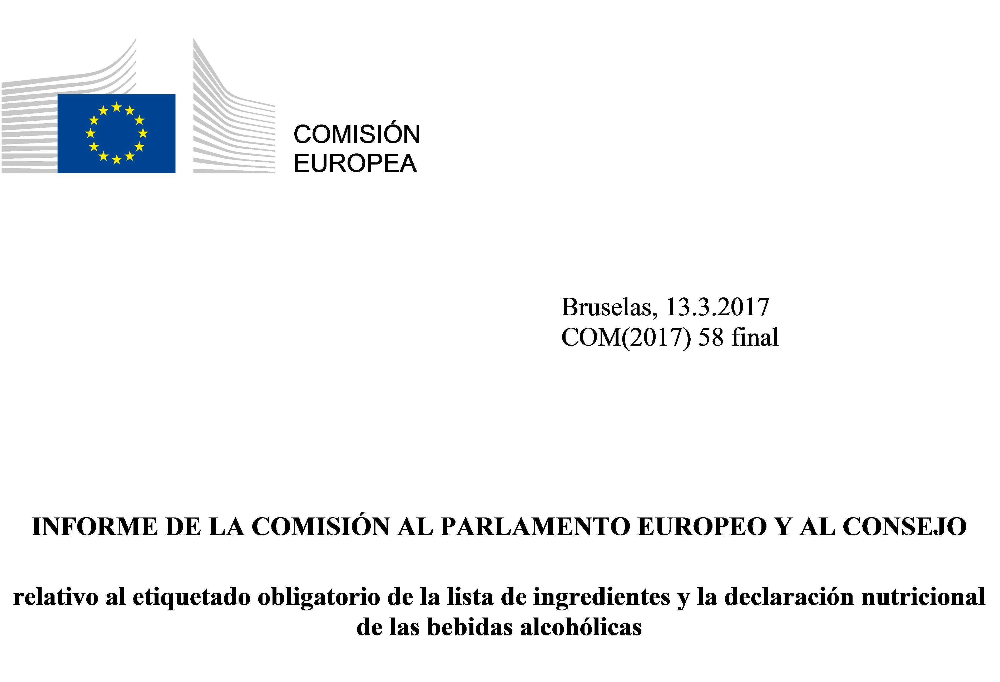 COMISIÓN
EUROPEA
Bruselas, 13.3.2017
COM(2017) 58 final
INFORME DE LA COMISIÓN AL PARLAMENTO EUROPEO Y AL CONSEJO
relativo al etiquetado obligatorio de la lista de ingredientes y la declaración nutricional
de las bebidas alcohólicas